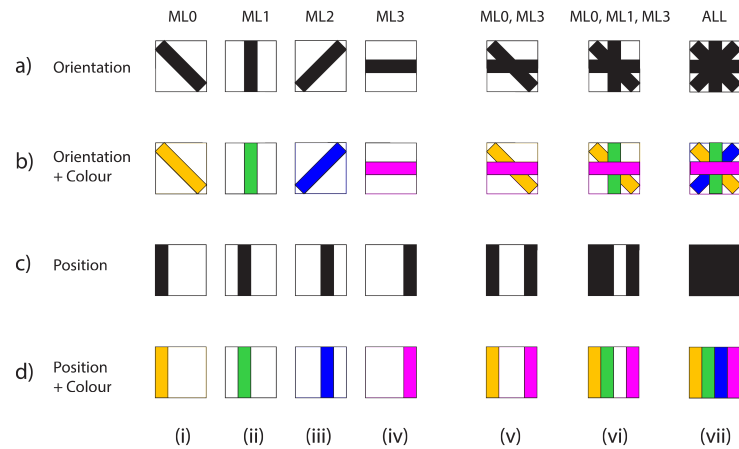 ML0 ML1 ML2 ML3 ML0, ML3 ML0, ML1, ML3 ALL
a) Orientation
b) Orientation
+ Colour
c) Position
d) Position
+ Colour
(i) (ii) (iii) (iv) (v) (vi) (vii)